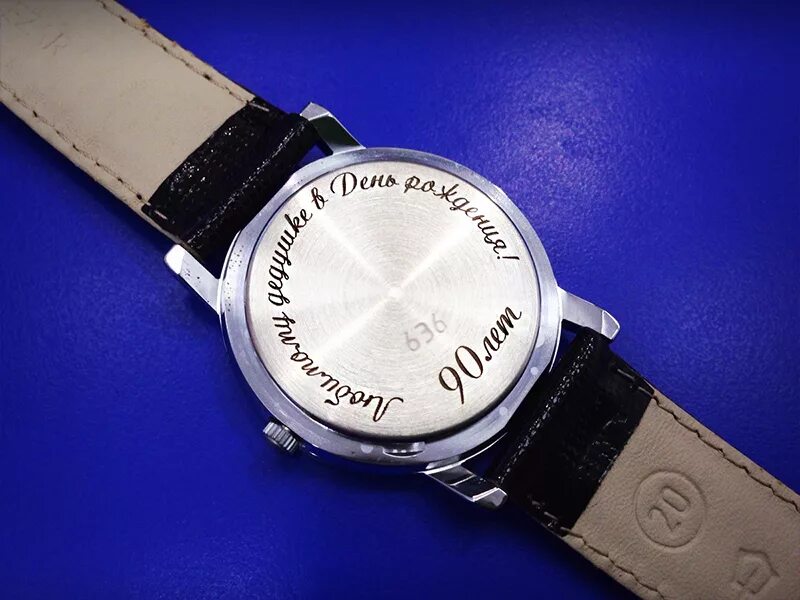 Любимому дедушке в День рождения!
90 лет
636
20